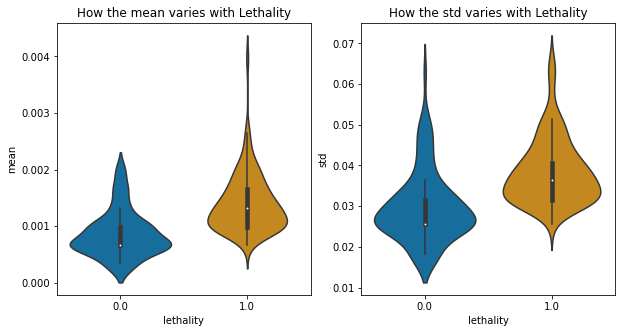 How the mean varies with Lethality
mean
0.004
0.003
0.002
0.001
0.000
0.0 1.0
lethality
How the std varies with Lethality
std
0.07
0.06
0.05
0.04
0.03
0.02
0.01
0.0 1.0
lethality